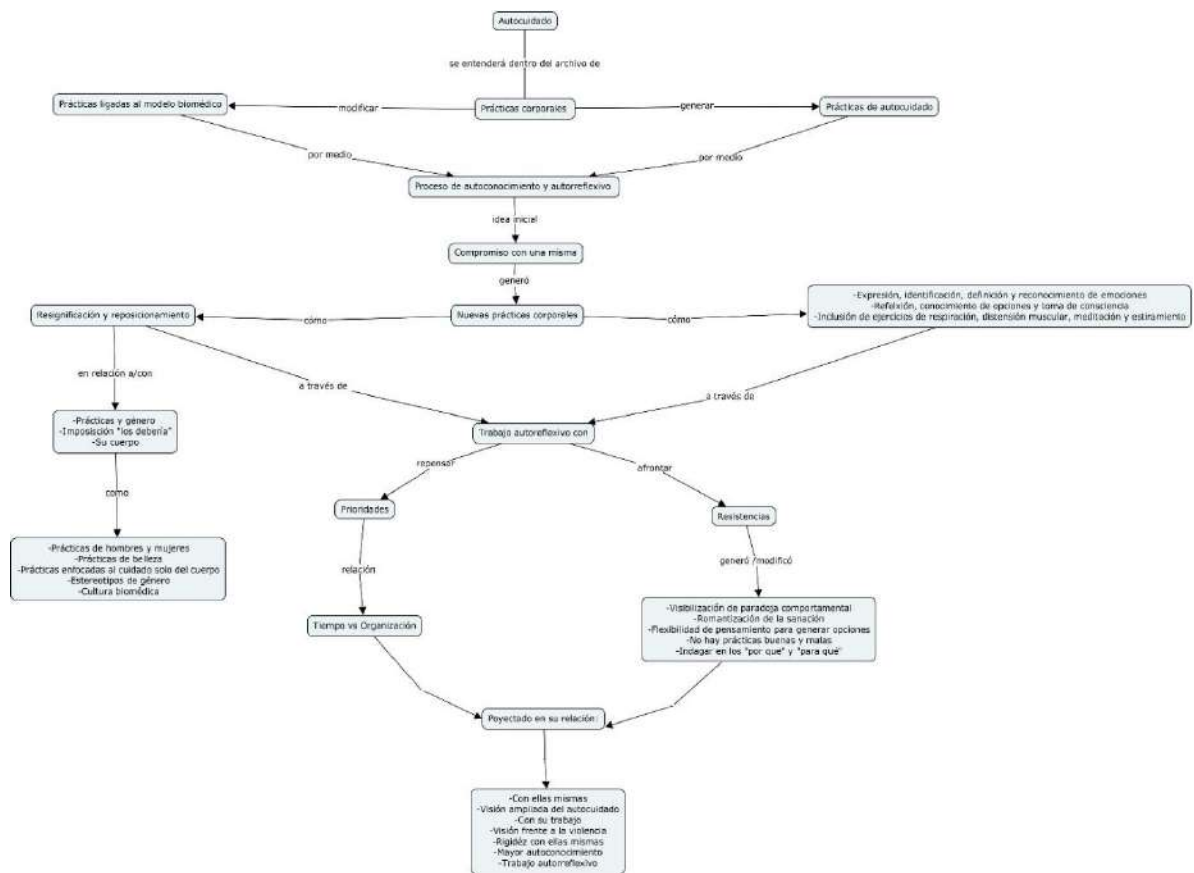 Autocuidado
se entenderá dentro del archivo de
Prácticas ligadas al modelo biomédico
modificar
Prácticas corporales
generar
Prácticas de autocuidado
por medio
por medio
Proceso de autoconocimiento y autorreflexivo
idea inicial
Compromiso con una misma
generó
Resignificación y reposicionamiento
cómo
Nuevas prácticas corporales
cómo
-Expresión, identificación, definición y reconocimiento de emociones
-Refelxión, conocimiento de opciones y toma de consciencia
-Inclusión de ejercicios de respiración, distensión muscular, meditación y estiramiento
en relación a/con
a través de
a través de
-Prácticas y género
-Imposisción "los debería"
-Su cuerpo
Trabajo autoreflexivo con
repensar
afrontar
como
Prioridades
Resistencias
-Prácticas de hombres y mujeres
-Prácticas de belleza
-Prácticas enfocadas al cuidado solo del cuerpo
-Estereotipos de género
-Cultura biomédica
relación
generó /modificó
Tiempo vs Organización
-Visibilización de paradoja comportamental
-Romantización de la sanación
-Flexibilidad de pensamiento para generar opciones
-No hay prácticas buenas y malas
-Indagar en los "por que" y "para qué"
Poyectado en su relación:
-Con ellas mismas
-Visión ampliada del autocuidado
-Con su trabajo
-Visión frente a la violencia
-Rigidéz con ellas mismas
-Mayor autoconocimiento
-Trabajo autorreflexivo